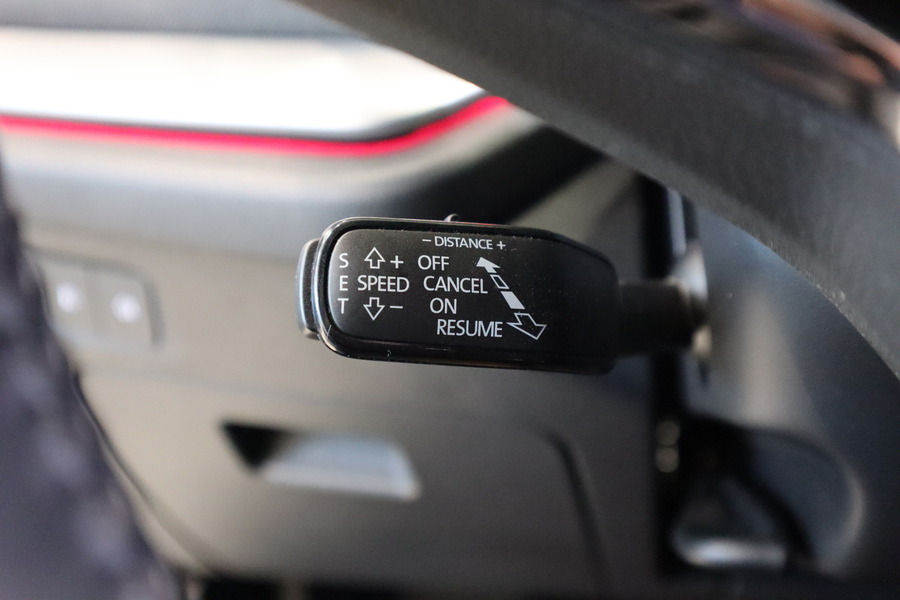 − DISTANCE +
S + OFF
E SPEED CANCEL
T − ON
RESUME